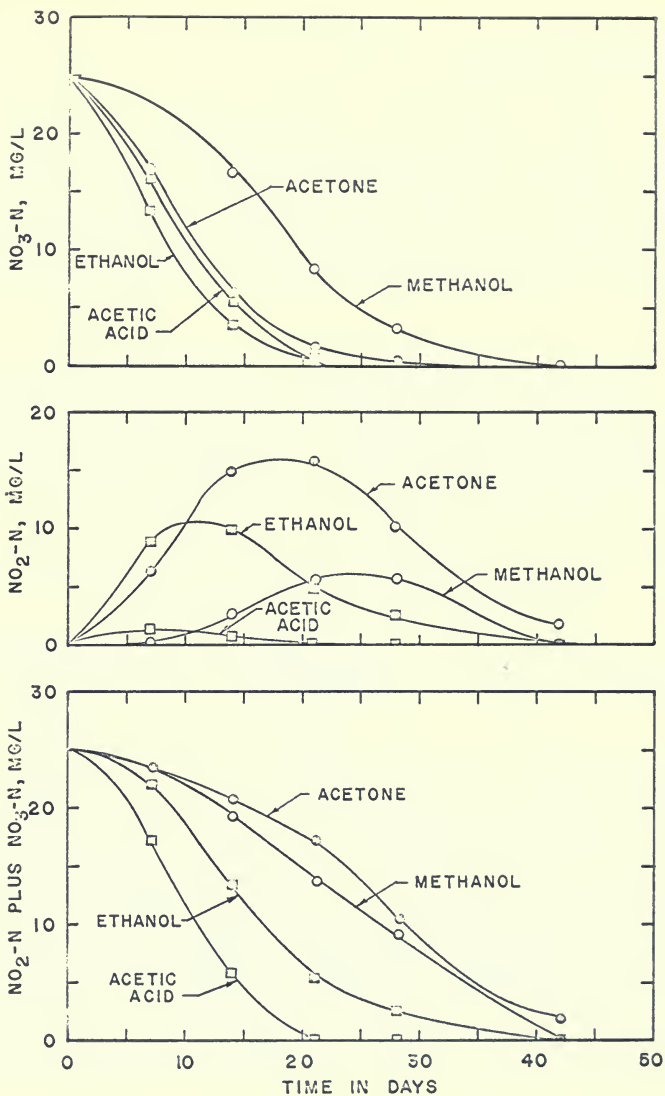 30
20
10
0
NO₃-N, MG/L
ACETONE
ETHANOL
ACETIC
ACID
METHANOL
20
10
0
NO₂-N, MG/L
ACETONE
ETHANOL
METHANOL
ACETIC
ACID
30
20
10
0
NO₂-N PLUS NO₃-N, MG/L
ACETONE
METHANOL
ETHANOL
ACETIC
ACID
0 10 20 30 40 50
TIME IN DAYS